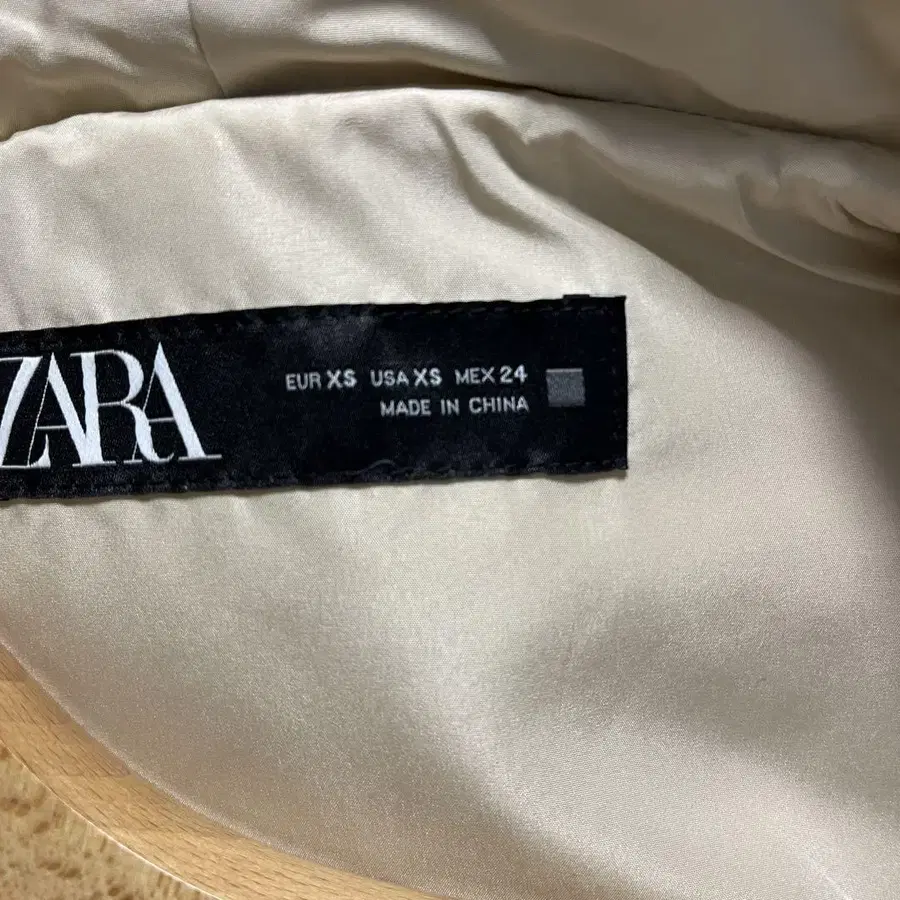 ZARA
EUR XS USA XS MEX 24
MADE IN CHINA